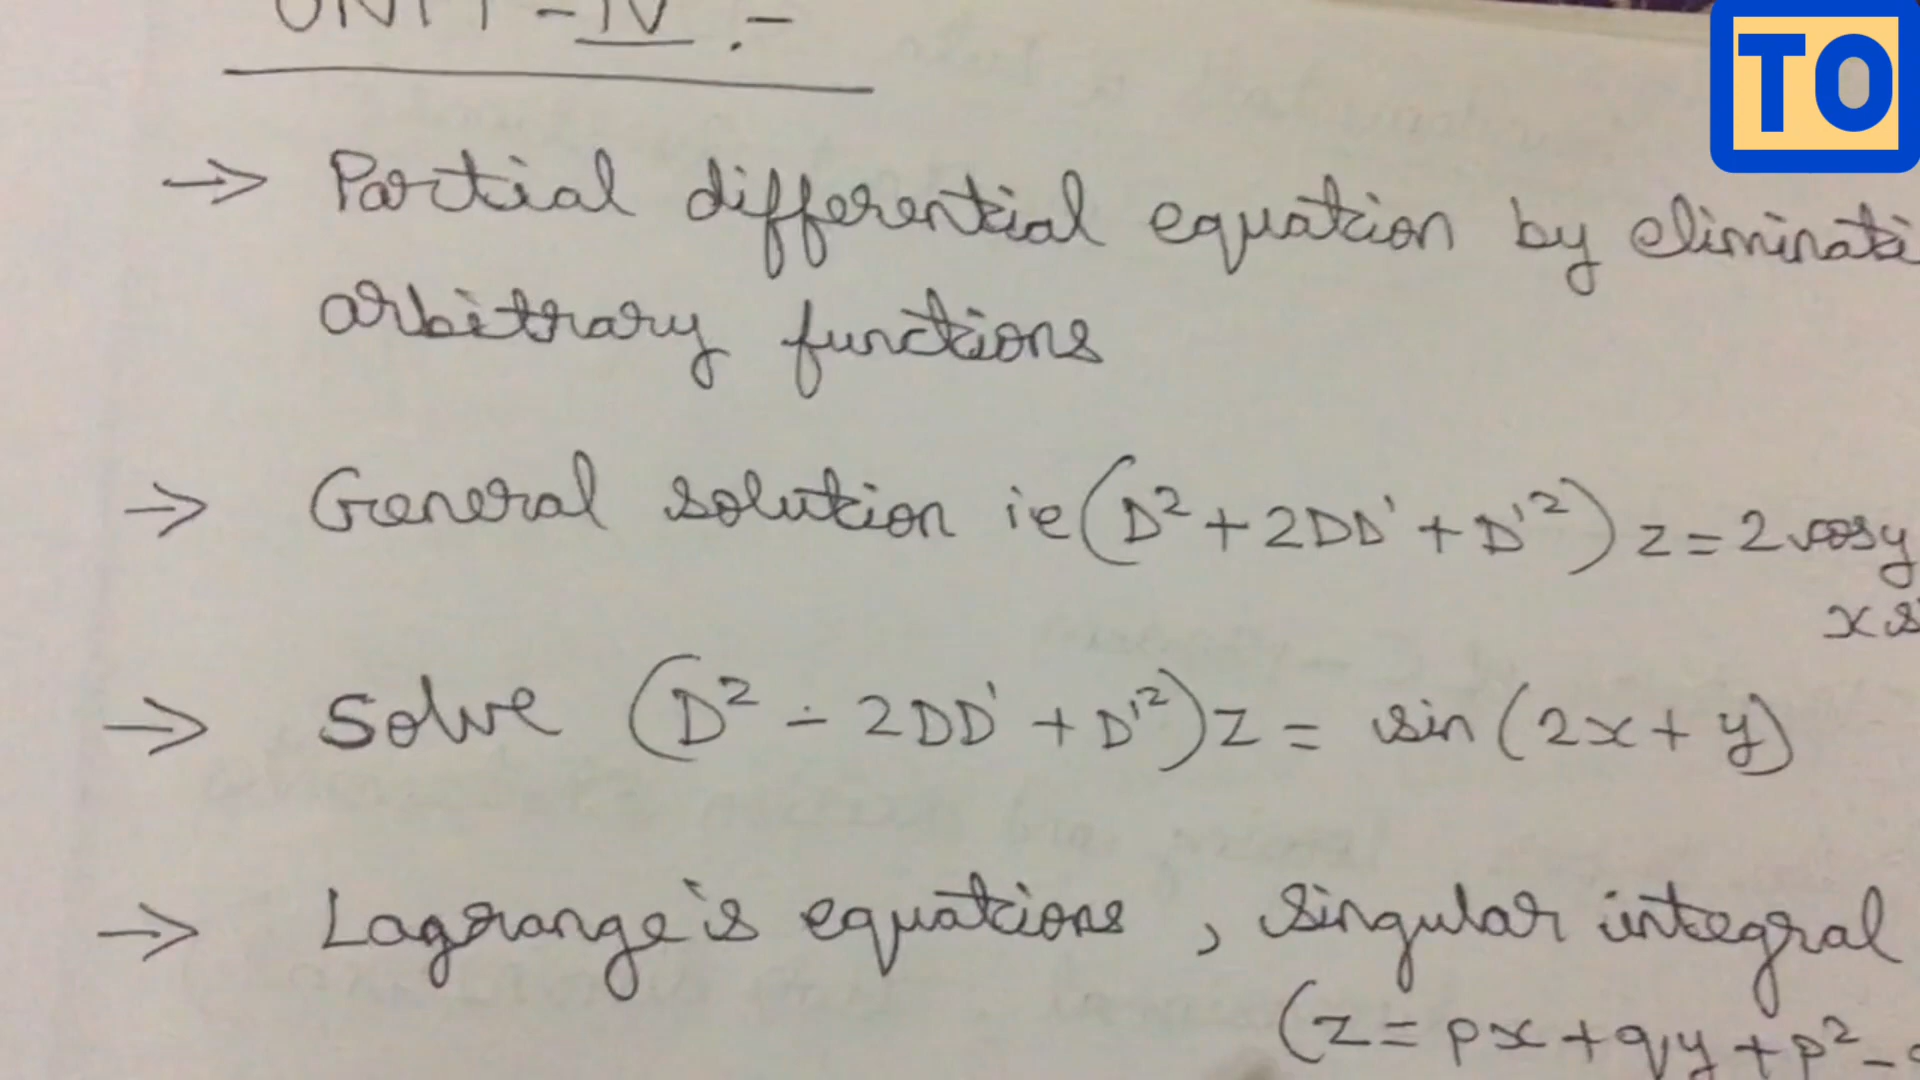 UNIT - IV :-
TO
→ Partial differential equation by eliminati
arbitrary functions
→ General solution ie (D² + 2DD' + D'²) z = 2 cosy
x s
→ Solve (D² - 2DD' + D'²) z = sin (2x + y)
→ Lagrange's equations, singular integral
(z = px + qy + p² -